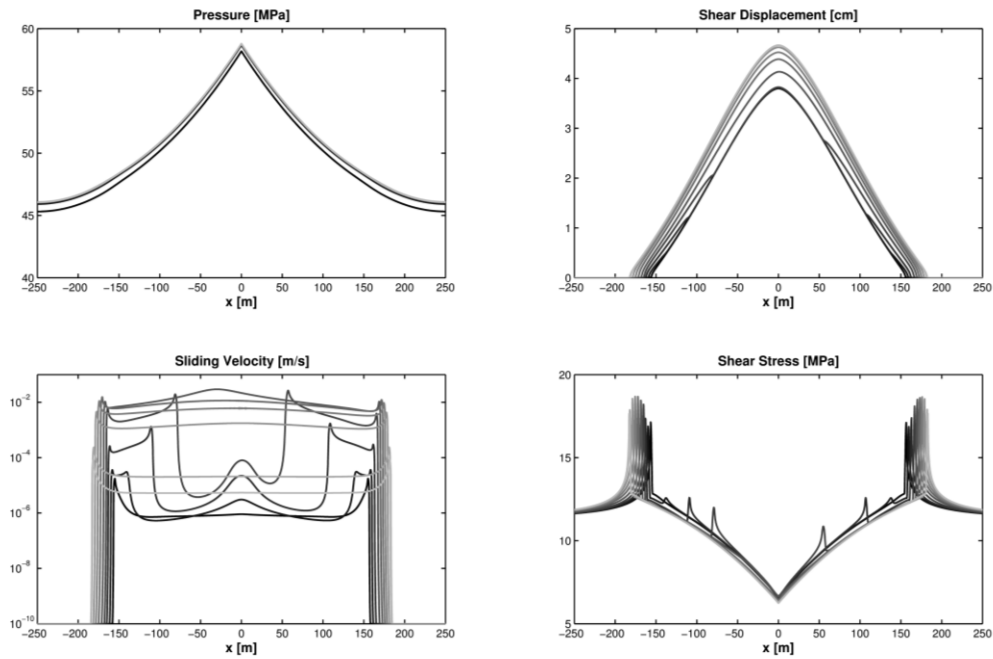 Pressure [MPa]
60
55
50
45
40
−250 −200 −150 −100 −50 0 50 100 150 200 250
x [m]
Shear Displacement [cm]
5
4
3
2
1
0
−250 −200 −150 −100 −50 0 50 100 150 200 250
x [m]
Sliding Velocity [m/s]
10−2
10−4
10−6
10−8
10−10
−250 −200 −150 −100 −50 0 50 100 150 200 250
x [m]
Shear Stress [MPa]
20
15
10
5
−250 −200 −150 −100 −50 0 50 100 150 200 250
x [m]